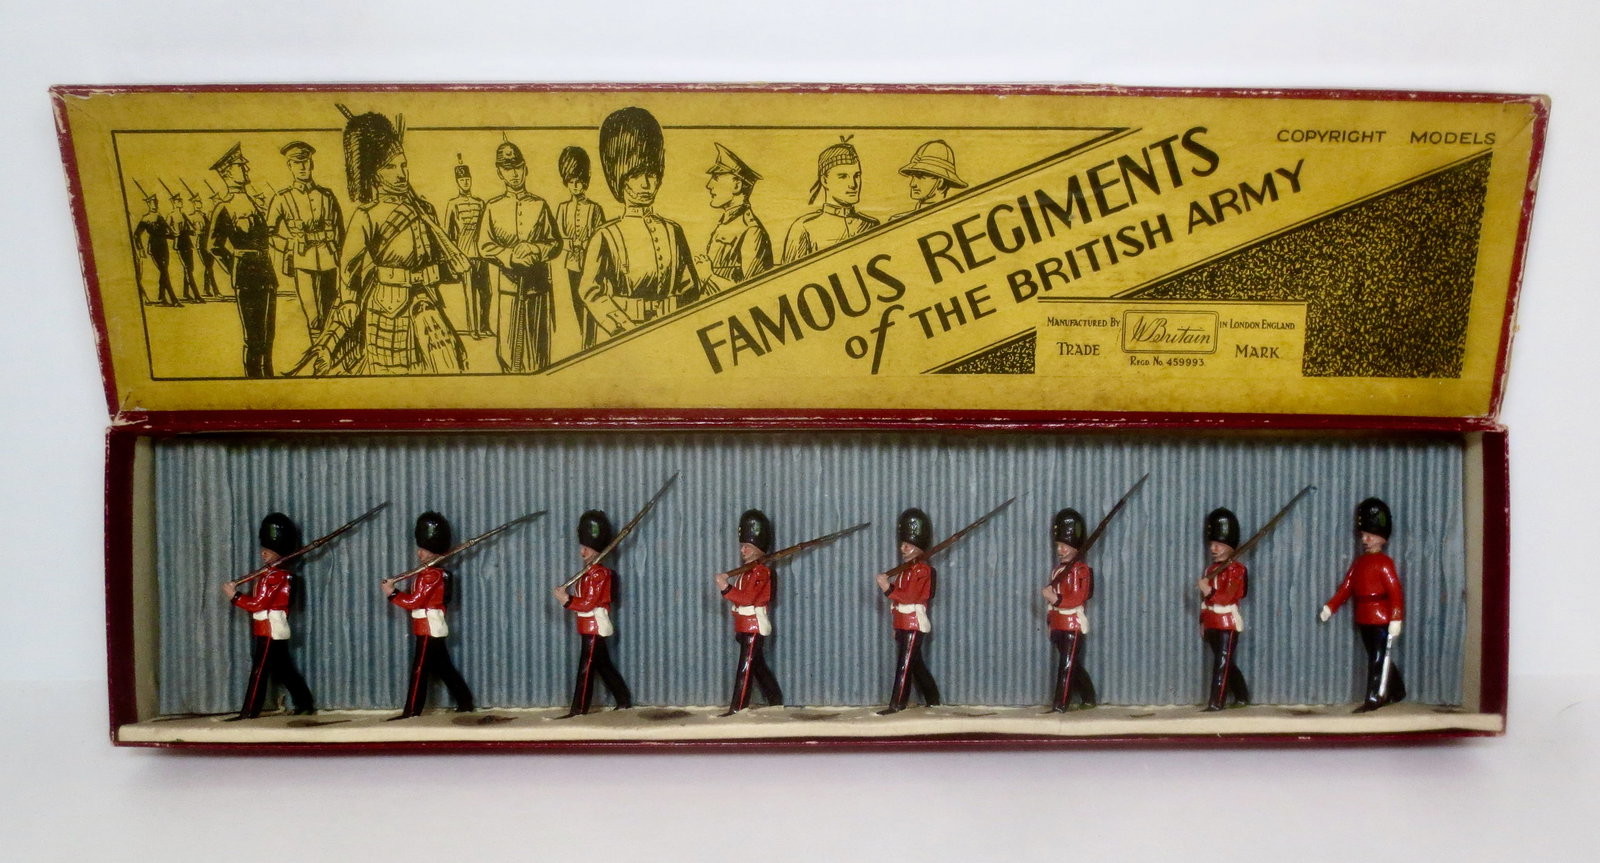 COPYRIGHT MODELS
FAMOUS REGIMENTS
of THE BRITISH ARMY
MANUFACTURED BY W Britain IN LONDON ENGLAND
TRADE MARK
REGD. No. 459993.